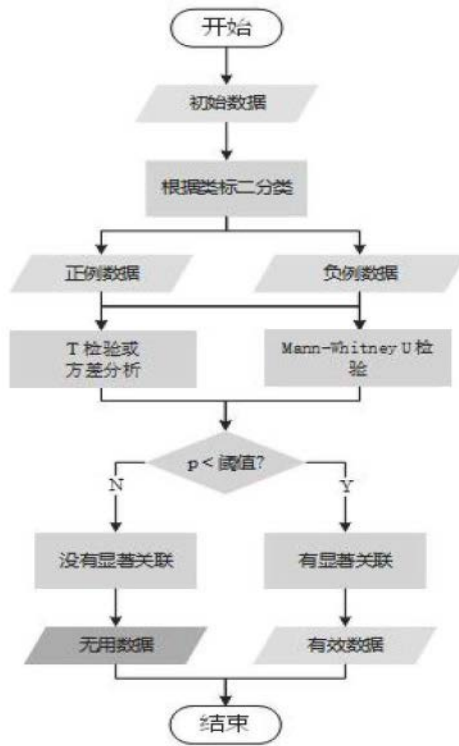 开始
初始数据
根据类标二分类
正例数据
负例数据
T 检验或
方差分析
Mann-Whitney U 检
验
p < 阈值?
N
Y
没有显著关联
有显著关联
无用数据
有效数据
结束